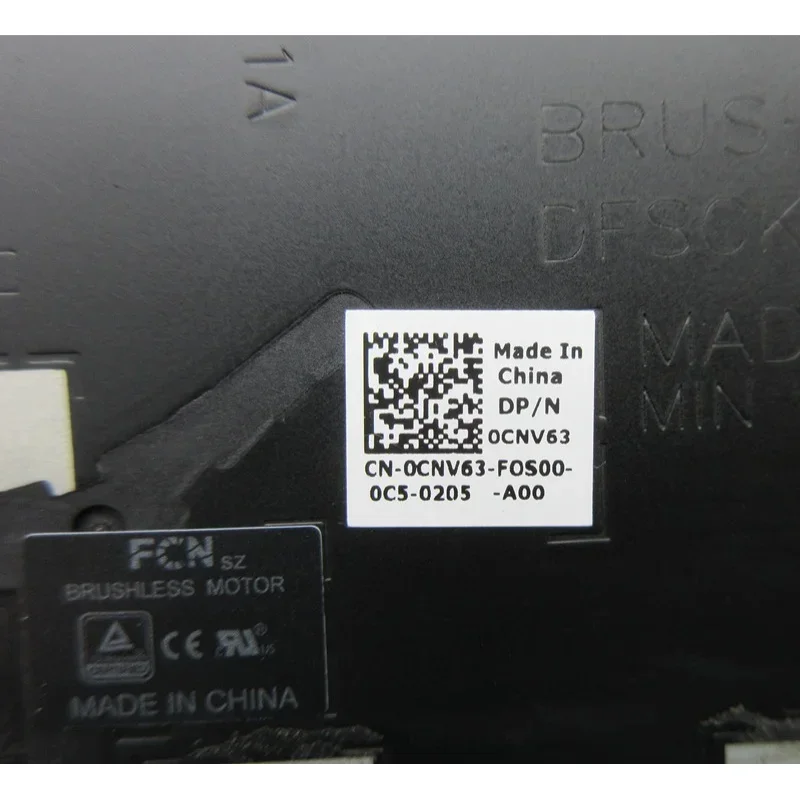 1A
BRUS
DFSCK
MAD
MIN
Made In
China
DP/N
0CNV63
CN-0CNV63-FOS00-
0C5-0205 -A00
FCN SZ
BRUSHLESS MOTOR
CE
MADE IN CHINA